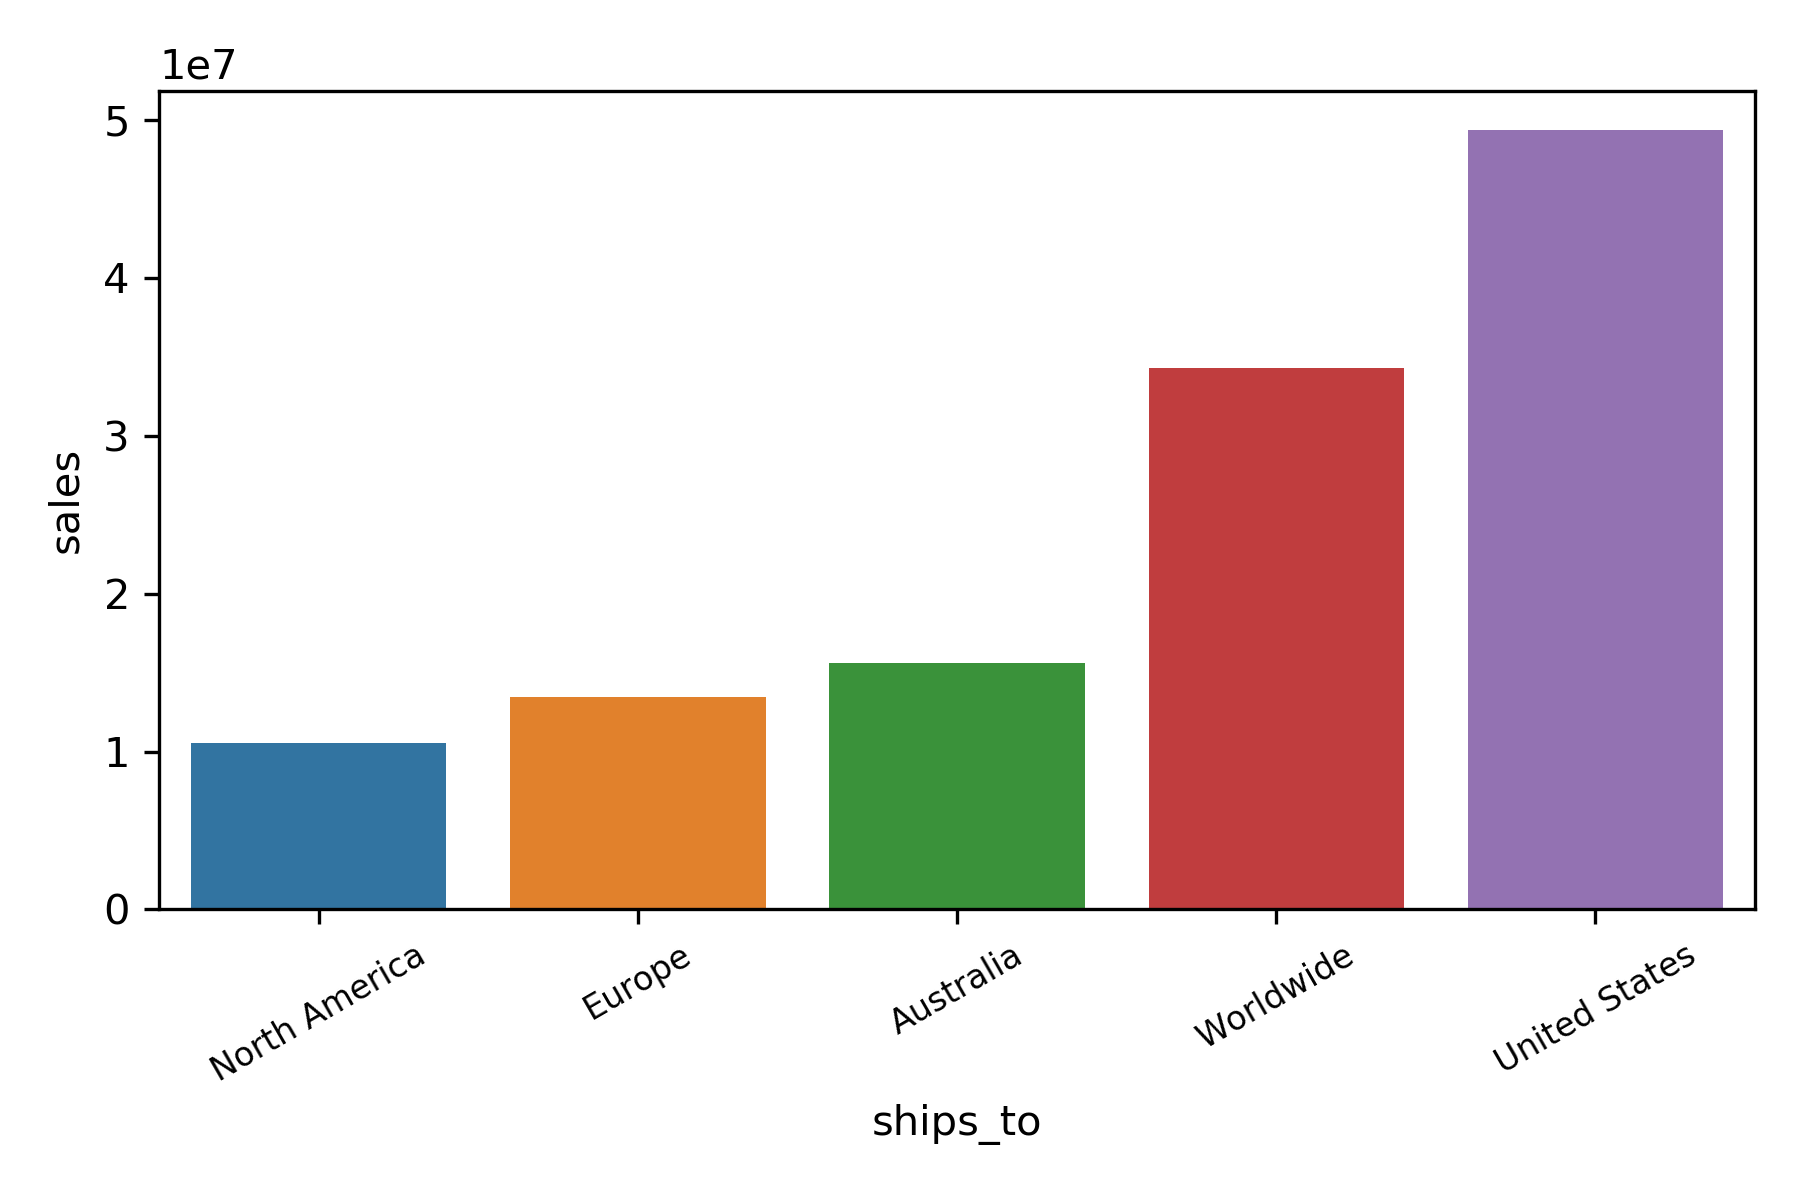 1e7
5
4
3
2
1
0
sales
North America
Europe
Australia
Worldwide
United States
ships_to